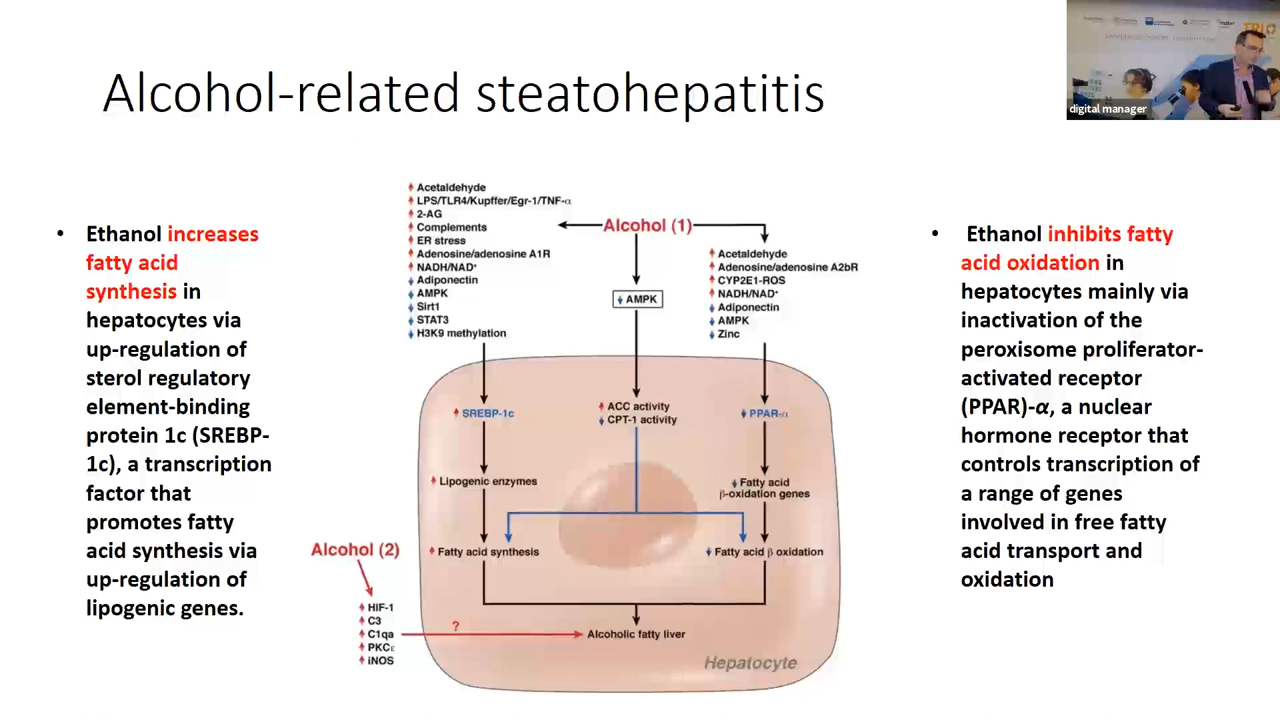 Alcohol-related steatohepatitis
digital manager
• Ethanol increases
fatty acid
synthesis in
hepatocytes via
up-regulation of
sterol regulatory
element-binding
protein 1c (SREBP-
1c), a transcription
factor that
promotes fatty
acid synthesis via
up-regulation of
lipogenic genes.
Acetaldehyde
LPS/TLR4/Kupffer/Egr-1/TNF-α
2-AG
Complements
ER stress
Adenosine/adenosine A1R
NADH/NAD⁺
Adiponectin
AMPK
Sirt1
STAT3
H3K9 methylation
Alcohol (1)
AMPK
Acetaldehyde
Adenosine/adenosine A2bR
CYP2E1-ROS
NADH/NAD⁺
Adiponectin
AMPK
Zinc
SREBP-1c
ACC activity
CPT-1 activity
PPAR-α
Lipogenic enzymes
Fatty acid
β-oxidation genes
Fatty acid synthesis
Fatty acid β oxidation
Alcohol (2)
HIF-1
C3
C1qa
PKCε
iNOS
?
Alcoholic fatty liver
Hepatocyte
• Ethanol inhibits fatty
acid oxidation in
hepatocytes mainly via
inactivation of the
peroxisome proliferator-
activated receptor
(PPAR)-α, a nuclear
hormone receptor that
controls transcription of
a range of genes
involved in free fatty
acid transport and
oxidation